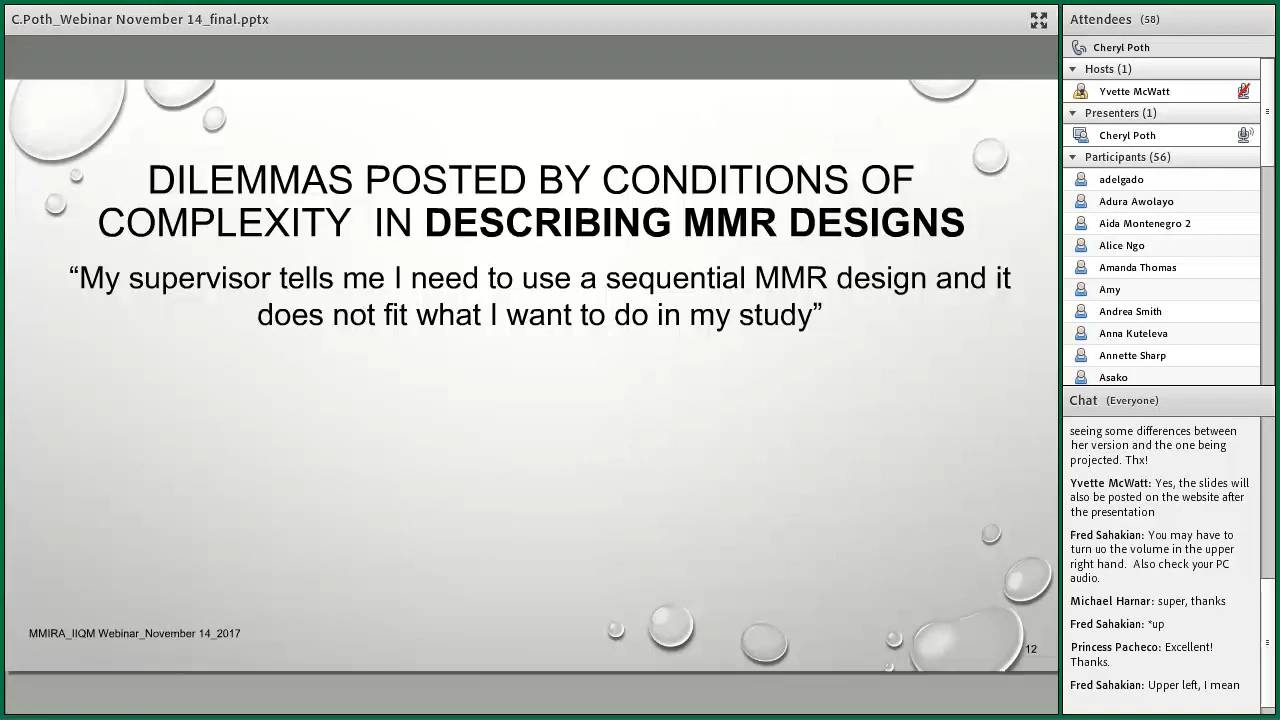 C.Poth_Webinar November 14_final.pptx
DILEMMAS POSTED BY CONDITIONS OF
COMPLEXITY IN DESCRIBING MMR DESIGNS
“My supervisor tells me I need to use a sequential MMR design and it
does not fit what I want to do in my study”
MMIRA_IIQM Webinar_November 14_2017
12
Attendees (58)
Cheryl Poth
Hosts (1)
Yvette McWatt
Presenters (1)
Cheryl Poth
Participants (56)
adelgado
Adura Awolayo
Aida Montenegro 2
Alice Ngo
Amanda Thomas
Amy
Andrea Smith
Anna Kuteleva
Annette Sharp
Asako
Chat (Everyone)
seeing some differences between
her version and the one being
projected. Thx!
Yvette McWatt: Yes, the slides will
also be posted on the website after
the presentation
Fred Sahakian: You may have to
turn uo the volume in the upper
right hand. Also check your PC
audio.
Michael Harnar: super, thanks
Fred Sahakian: *up
Princess Pacheco: Excellent!
Thanks.
Fred Sahakian: Upper left, I mean